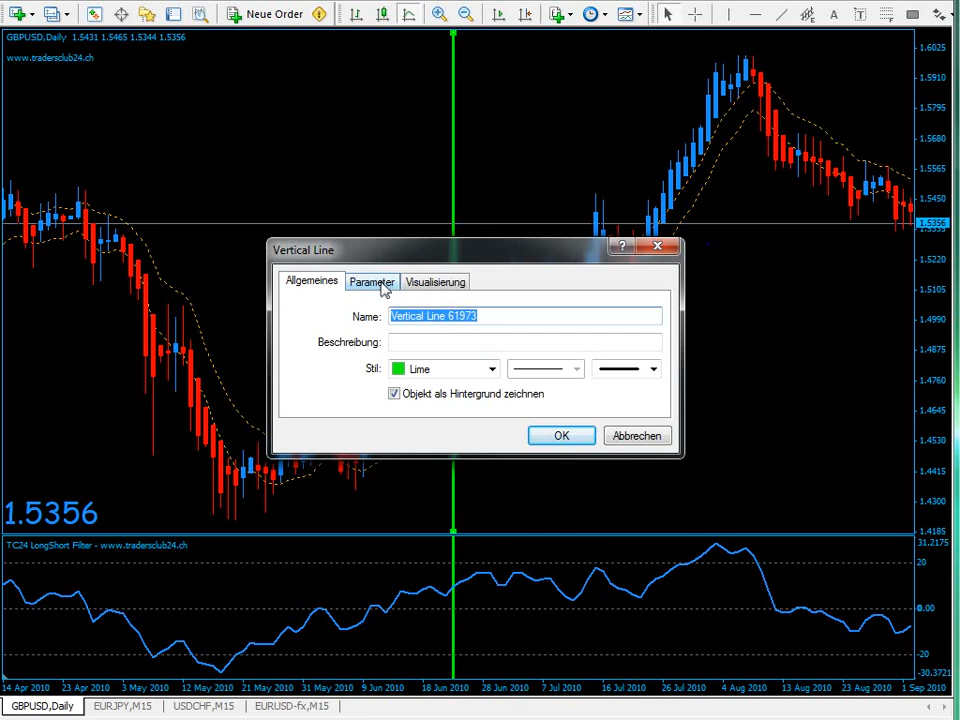 New Order
A
T
GBPUSD,Daily 1.5431 1.5465 1.5344 1.5356
www.tradersclub24.ch
1.6025
1.5910
1.5795
1.5680
1.5565
1.5450
1.5356
1.5335
1.5220
1.5105
1.4990
1.4875
1.4760
1.4645
1.4530
1.4415
1.4300
1.4185
Vertical Line
?
Allgemeines Parameter Visualisierung
Name: Vertical Line 61973
Beschreibung:
Stil: Lime
Objekt als Hintergrund zeichnen
OK Abbrechen
1.5356
TC24 LongShort Filter - www.tradersclub24.ch
31.2175
20
0.00
-20
-30.3721
14 Apr 2010 23 Apr 2010 3 May 2010 12 May 2010 21 May 2010 31 May 2010 9 Jun 2010 18 Jun 2010 28 Jun 2010 7 Jul 2010 16 Jul 2010 26 Jul 2010 4 Aug 2010 13 Aug 2010 23 Aug 2010 1 Sep 2010
GBPUSD,Daily EURJPY,M15 USDCHF,M15 EURUSD-fx,M15